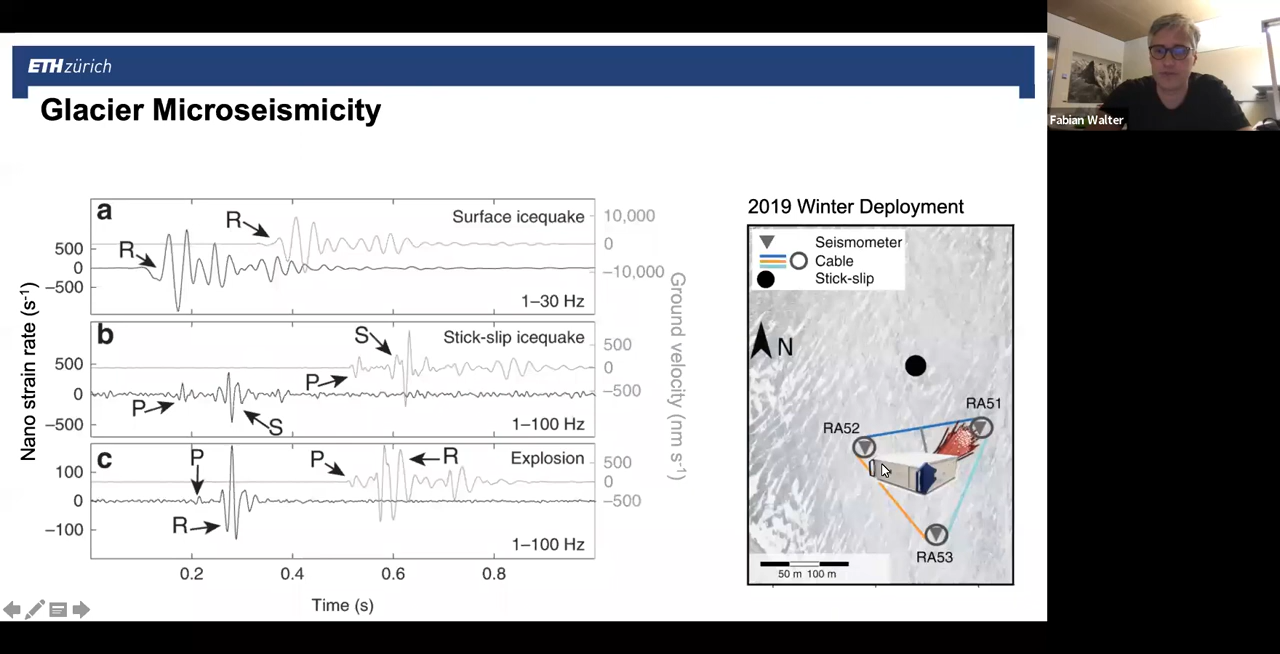 ETH zürich
Glacier Microseismicity
Fabian Walter
a
R
R
Surface icequake
1–30 Hz
500
0
−500
10,000
0
−10,000
b
S
Stick-slip icequake
P
P
S
1–100 Hz
500
0
−500
500
0
−500
c
P
P
R
Explosion
R
1–100 Hz
100
0
−100
500
0
−500
Nano strain rate (s⁻¹)
Ground velocity (nm s⁻¹)
0.2 0.4 0.6 0.8
Time (s)
2019 Winter Deployment
Seismometer
Cable
Stick-slip
N
RA51
RA52
RA53
50 m 100 m